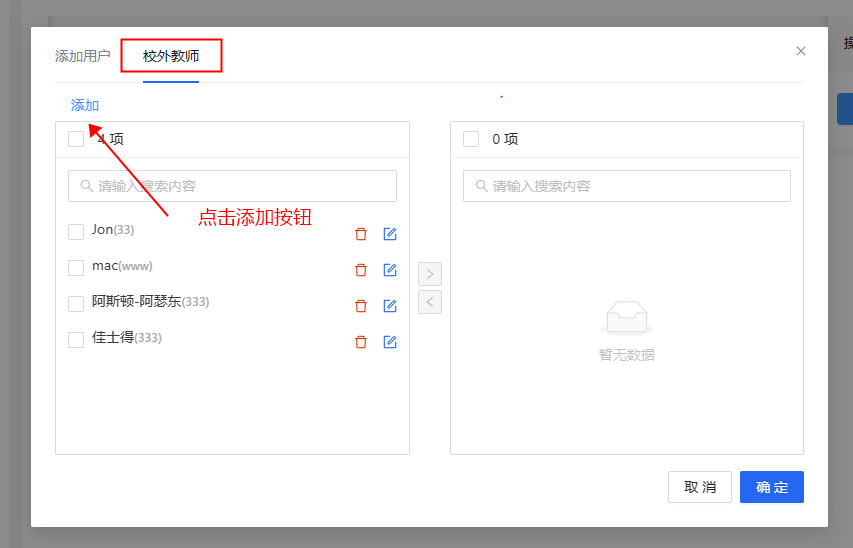 添加用户 校外教师
添加
4 项
0 项
请输入搜索内容
请输入搜索内容
点击添加按钮
Jon(33)
mac(www)
阿斯顿-阿瑟东(333)
佳士得(333)
暂无数据
取 消 确 定